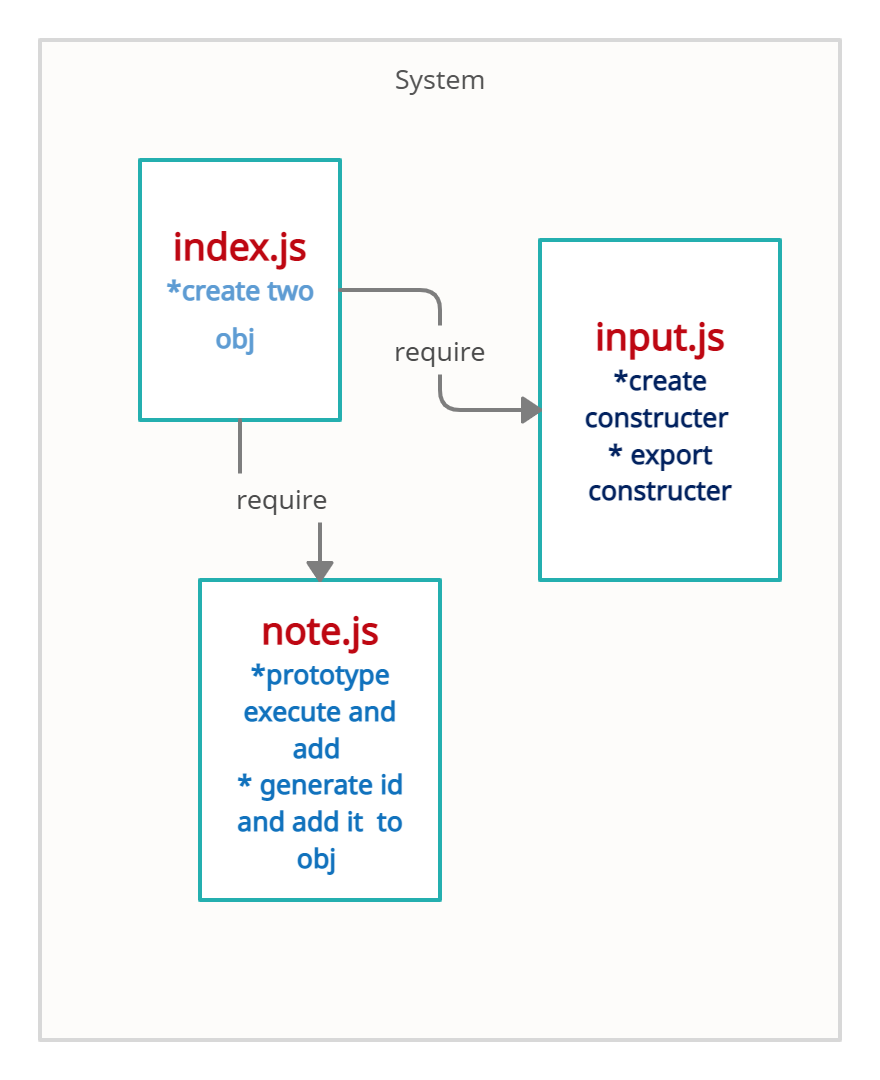 System
index.js
*create two
obj
require
input.js
*create
constructer
* export
constructer
require
note.js
*prototype
execute and
add
* generate id
and add it  to
obj